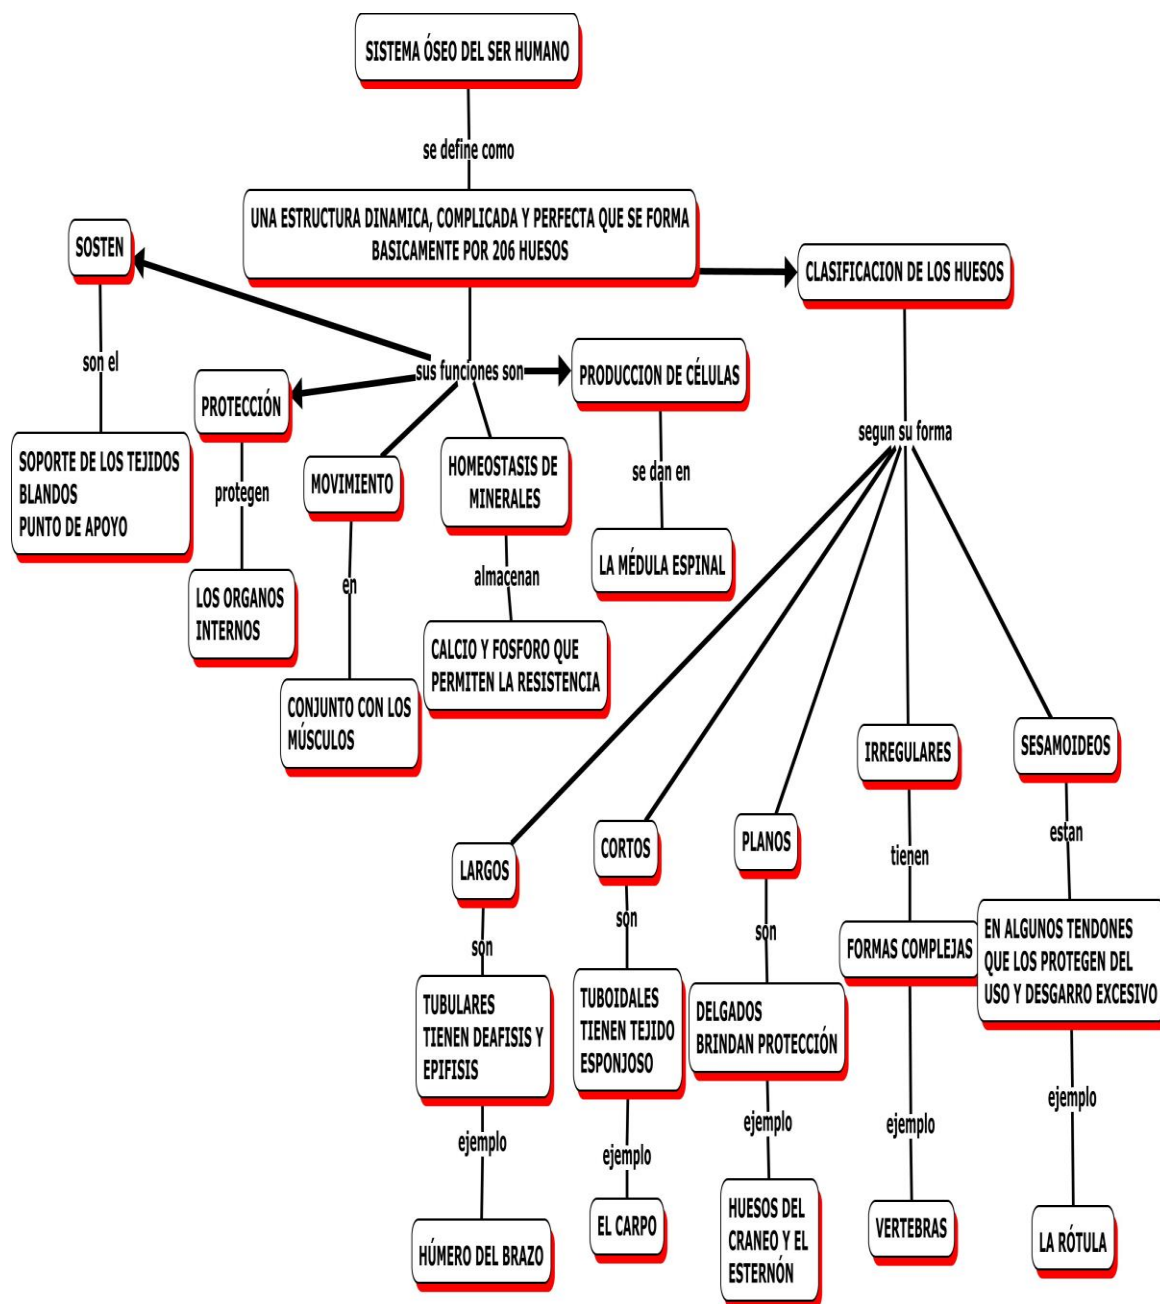 SISTEMA ÓSEO DEL SER HUMANO
se define como
UNA ESTRUCTURA DINAMICA, COMPLICADA Y PERFECTA QUE SE FORMA
BASICAMENTE POR 206 HUESOS
SOSTEN
CLASIFICACION DE LOS HUESOS
son el
sus funciones son
PRODUCCION DE CÉLULAS
PROTECCIÓN
SOPORTE DE LOS TEJIDOS
BLANDOS
PUNTO DE APOYO
protegen
MOVIMIENTO
HOMEOSTASIS DE
MINERALES
se dan en
segun su forma
LOS ORGANOS
INTERNOS
en
almacenan
LA MÉDULA ESPINAL
CONJUNTO CON LOS
MÚSCULOS
CALCIO Y FOSFORO QUE
PERMITEN LA RESISTENCIA
LARGOS
CORTOS
PLANOS
IRREGULARES
SESAMOIDEOS
son
son
son
tienen
estan
TUBULARES
TIENEN DEAFISIS Y
EPIFISIS
TUBOIDALES
TIENEN TEJIDO
ESPONJOSO
DELGADOS
BRINDAN PROTECCIÓN
FORMAS COMPLEJAS
EN ALGUNOS TENDONES
QUE LOS PROTEGEN DEL
USO Y DESGARRO EXCESIVO
ejemplo
ejemplo
ejemplo
ejemplo
ejemplo
HÚMERO DEL BRAZO
EL CARPO
HUESOS DEL
CRANEO Y EL
ESTERNÓN
VERTEBRAS
LA RÓTULA